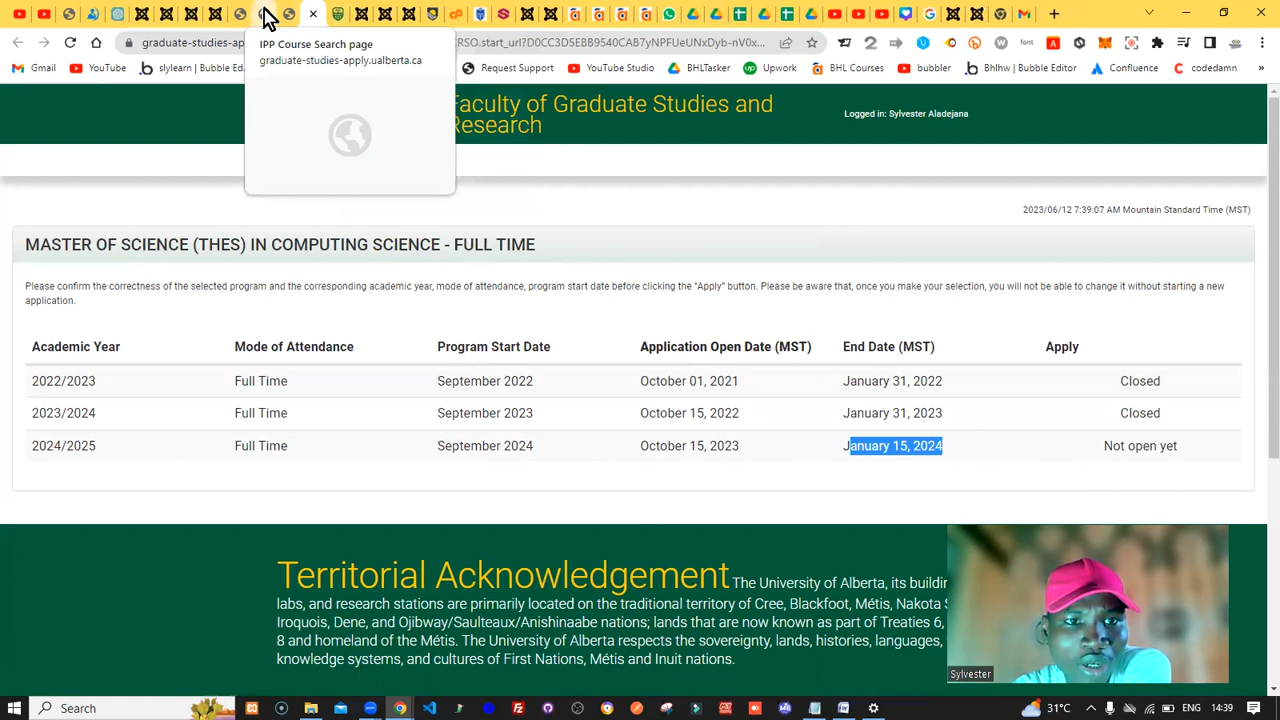 IPP Course Search page
graduate-studies-apply.ualberta.ca
graduate-studies-ap
RSO.start_url?D0CC3D5EBB9540CAB7yNPFUeUNxDyb-nV0x...
Gmail
YouTube
slylearn | Bubble Ed
Request Support
YouTube Studio
BHLTasker
Upwork
BHL Courses
bubbler
Bhlhw | Bubble Edi
Confluence
codedamn
»
Faculty of Graduate Studies and
Research
Logged in: Sylvester Aladejana
2023/06/12 7:39:07 AM Mountain Standard Time (MST)
MASTER OF SCIENCE (THES) IN COMPUTING SCIENCE - FULL TIME
Please confirm the correctness of the selected program and the corresponding academic year, mode of attendance, program start date before clicking the "Apply" button. Please be aware that, once you make your selection, you will not be able to change it without starting a new
application.
Academic Year Mode of Attendance Program Start Date Application Open Date (MST) End Date (MST) Apply
2022/2023 Full Time September 2022 October 01, 2021 January 31, 2022 Closed
2023/2024 Full Time September 2023 October 15, 2022 January 31, 2023 Closed
2024/2025 Full Time September 2024 October 15, 2023 January 15, 2024 Not open yet
Territorial Acknowledgement The University of Alberta, its buildin
labs, and research stations are primarily located on the traditional territory of Cree, Blackfoot, Métis, Nakota S
Iroquois, Dene, and Ojibway/Saulteaux/Anishinaabe nations; lands that are now known as part of Treaties 6,
8 and homeland of the Métis. The University of Alberta respects the sovereignty, lands, histories, languages,
knowledge systems, and cultures of First Nations, Métis and Inuit nations.
Sylvester
Search
31°C
ENG
14:39